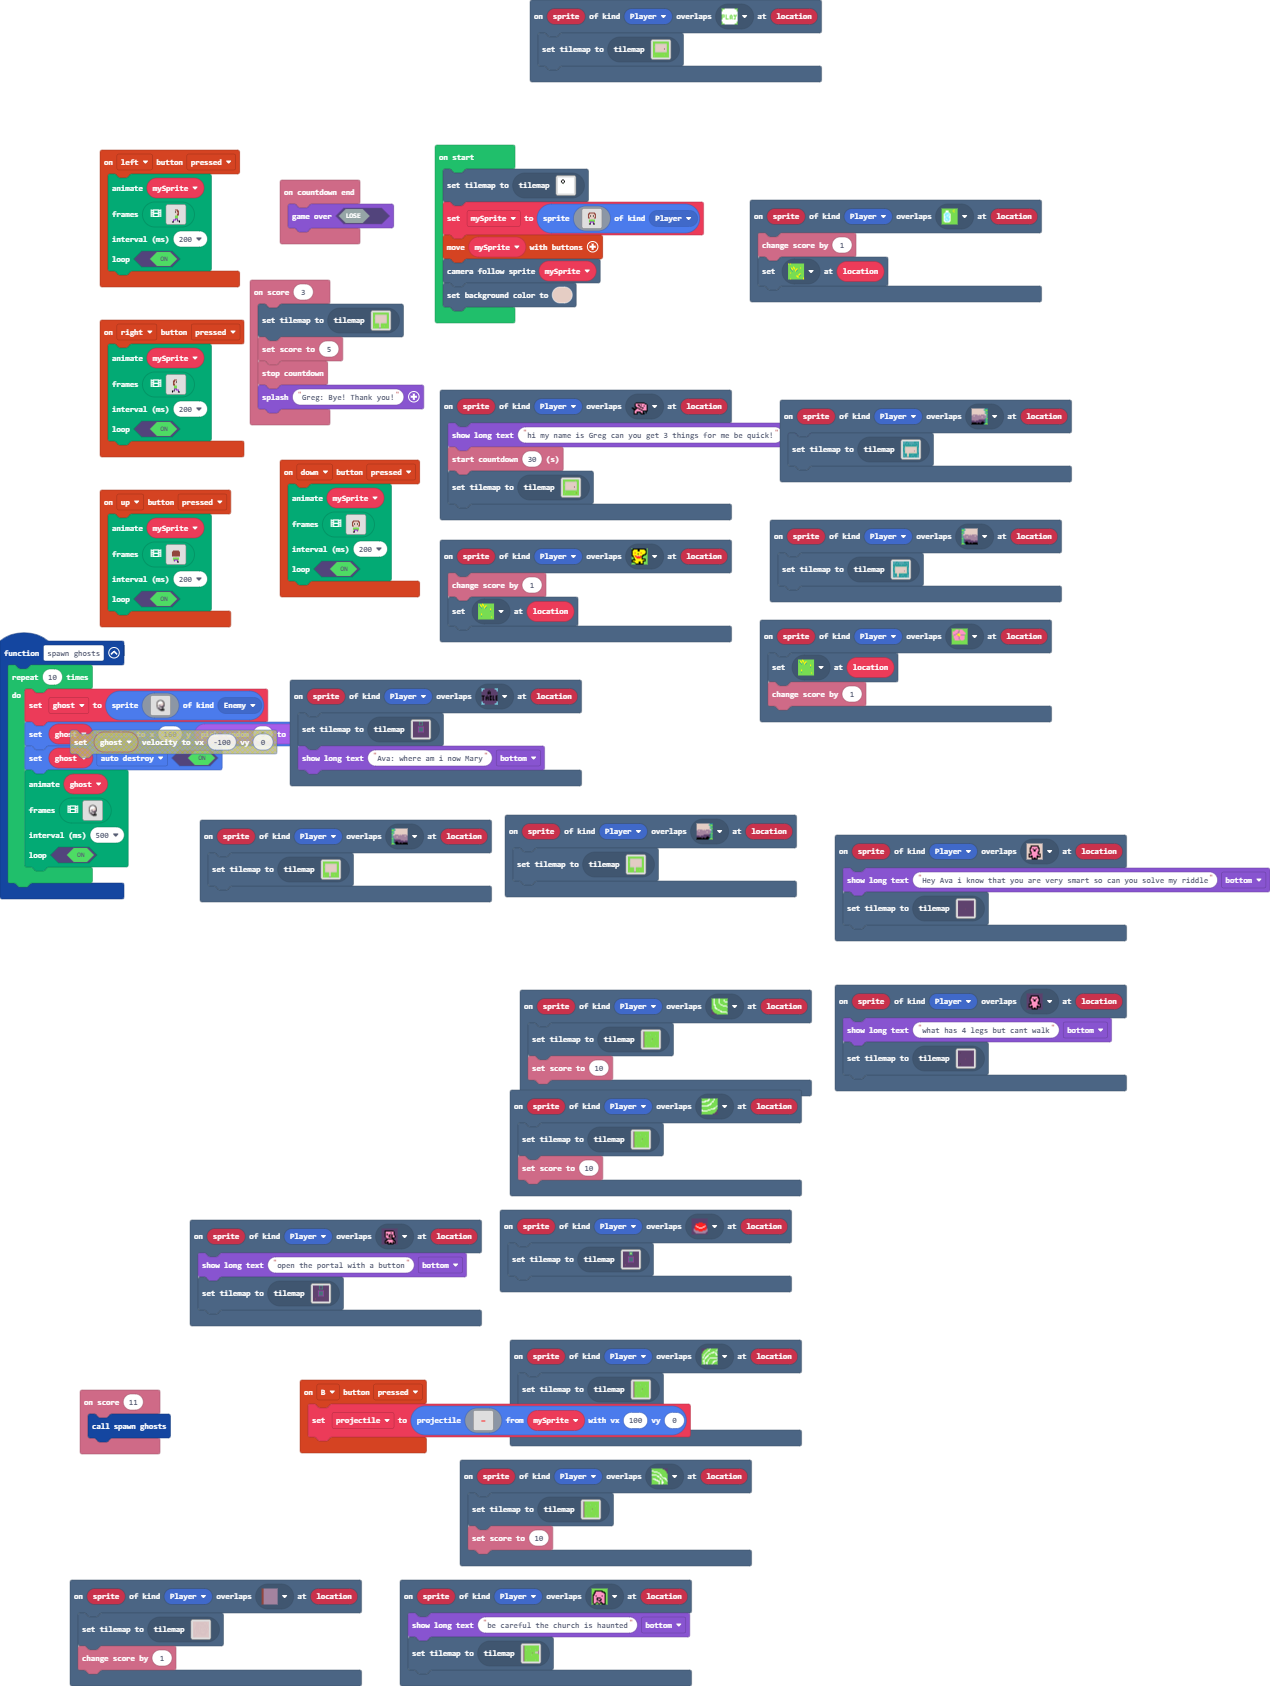 on sprite of kind Player overlaps PLAY at location
set tilemap to tilemap
on left button pressed
animate mySprite
frames
interval (ms) 200
loop ON
on countdown end
game over LOSE
on start
set tilemap to tilemap
set mySprite to sprite of kind Player
move mySprite with buttons
camera follow sprite mySprite
set background color to
on sprite of kind Player overlaps at location
change score by 1
set at location
on score 3
set tilemap to tilemap
set score to 5
stop countdown
splash "Greg: Bye! Thank you!"
on right button pressed
animate mySprite
frames
interval (ms) 200
loop ON
on sprite of kind Player overlaps at location
show long text "hi my name is Greg can you get 3 things for me be quick!"
start countdown 30 (s)
set tilemap to tilemap
on sprite of kind Player overlaps at location
set tilemap to tilemap
on up button pressed
animate mySprite
frames
interval (ms) 200
loop ON
on down button pressed
animate mySprite
frames
interval (ms) 200
loop ON
on sprite of kind Player overlaps at location
change score by 1
set at location
on sprite of kind Player overlaps at location
set tilemap to tilemap
on sprite of kind Player overlaps at location
set at location
change score by 1
function spawn ghosts
repeat 10 times
do
set ghost to sprite of kind Enemy
set
to
set ghost velocity to vx -100 vy 0
set ghost auto destroy ON
animate ghost
frames
interval (ms) 500
loop ON
on sprite of kind Player overlaps at location
set tilemap to tilemap
show long text "Ava: where am i now Mary" bottom
on sprite of kind Player overlaps at location
set tilemap to tilemap
on sprite of kind Player overlaps at location
set tilemap to tilemap
on sprite of kind Player overlaps at location
show long text "Hey Ava i know that you are very smart so can you solve my riddle" bottom
set tilemap to tilemap
on sprite of kind Player overlaps at location
set tilemap to tilemap
set score to 10
on sprite of kind Player overlaps at location
show long text "what has 4 legs but cant walk" bottom
set tilemap to tilemap
on sprite of kind Player overlaps at location
set tilemap to tilemap
set score to 10
on sprite of kind Player overlaps at location
show long text "open the portal with a button" bottom
set tilemap to tilemap
on sprite of kind Player overlaps at location
set tilemap to tilemap
on sprite of kind Player overlaps at location
set tilemap to tilemap
on score 11
call spawn ghosts
on B button pressed
set projectile to projectile from mySprite with vx 100 vy 0
on sprite of kind Player overlaps at location
set tilemap to tilemap
set score to 10
on sprite of kind Player overlaps at location
set tilemap to tilemap
change score by 1
on sprite of kind Player overlaps at location
show long text "be careful the church is haunted" bottom
set tilemap to tilemap